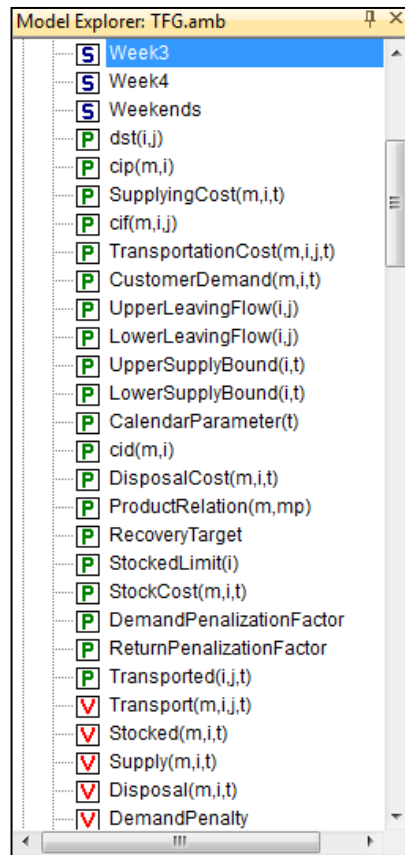 Model Explorer: TFG.amb
S Week3
S Week4
S Weekends
P dst(i,j)
P cip(m,i)
P SupplyingCost(m,i,t)
P cif(m,i,j)
P TransportationCost(m,i,j,t)
P CustomerDemand(m,i,t)
P UpperLeavingFlow(i,j)
P LowerLeavingFlow(i,j)
P UpperSupplyBound(i,t)
P LowerSupplyBound(i,t)
P CalendarParameter(t)
P cid(m,i)
P DisposalCost(m,i,t)
P ProductRelation(m,mp)
P RecoveryTarget
P StockedLimit(i)
P StockCost(m,i,t)
P DemandPenalizationFactor
P ReturnPenalizationFactor
P Transported(i,j,t)
V Transport(m,i,j,t)
V Stocked(m,i,t)
V Supply(m,i,t)
V Disposal(m,i,t)
V DemandPenalty